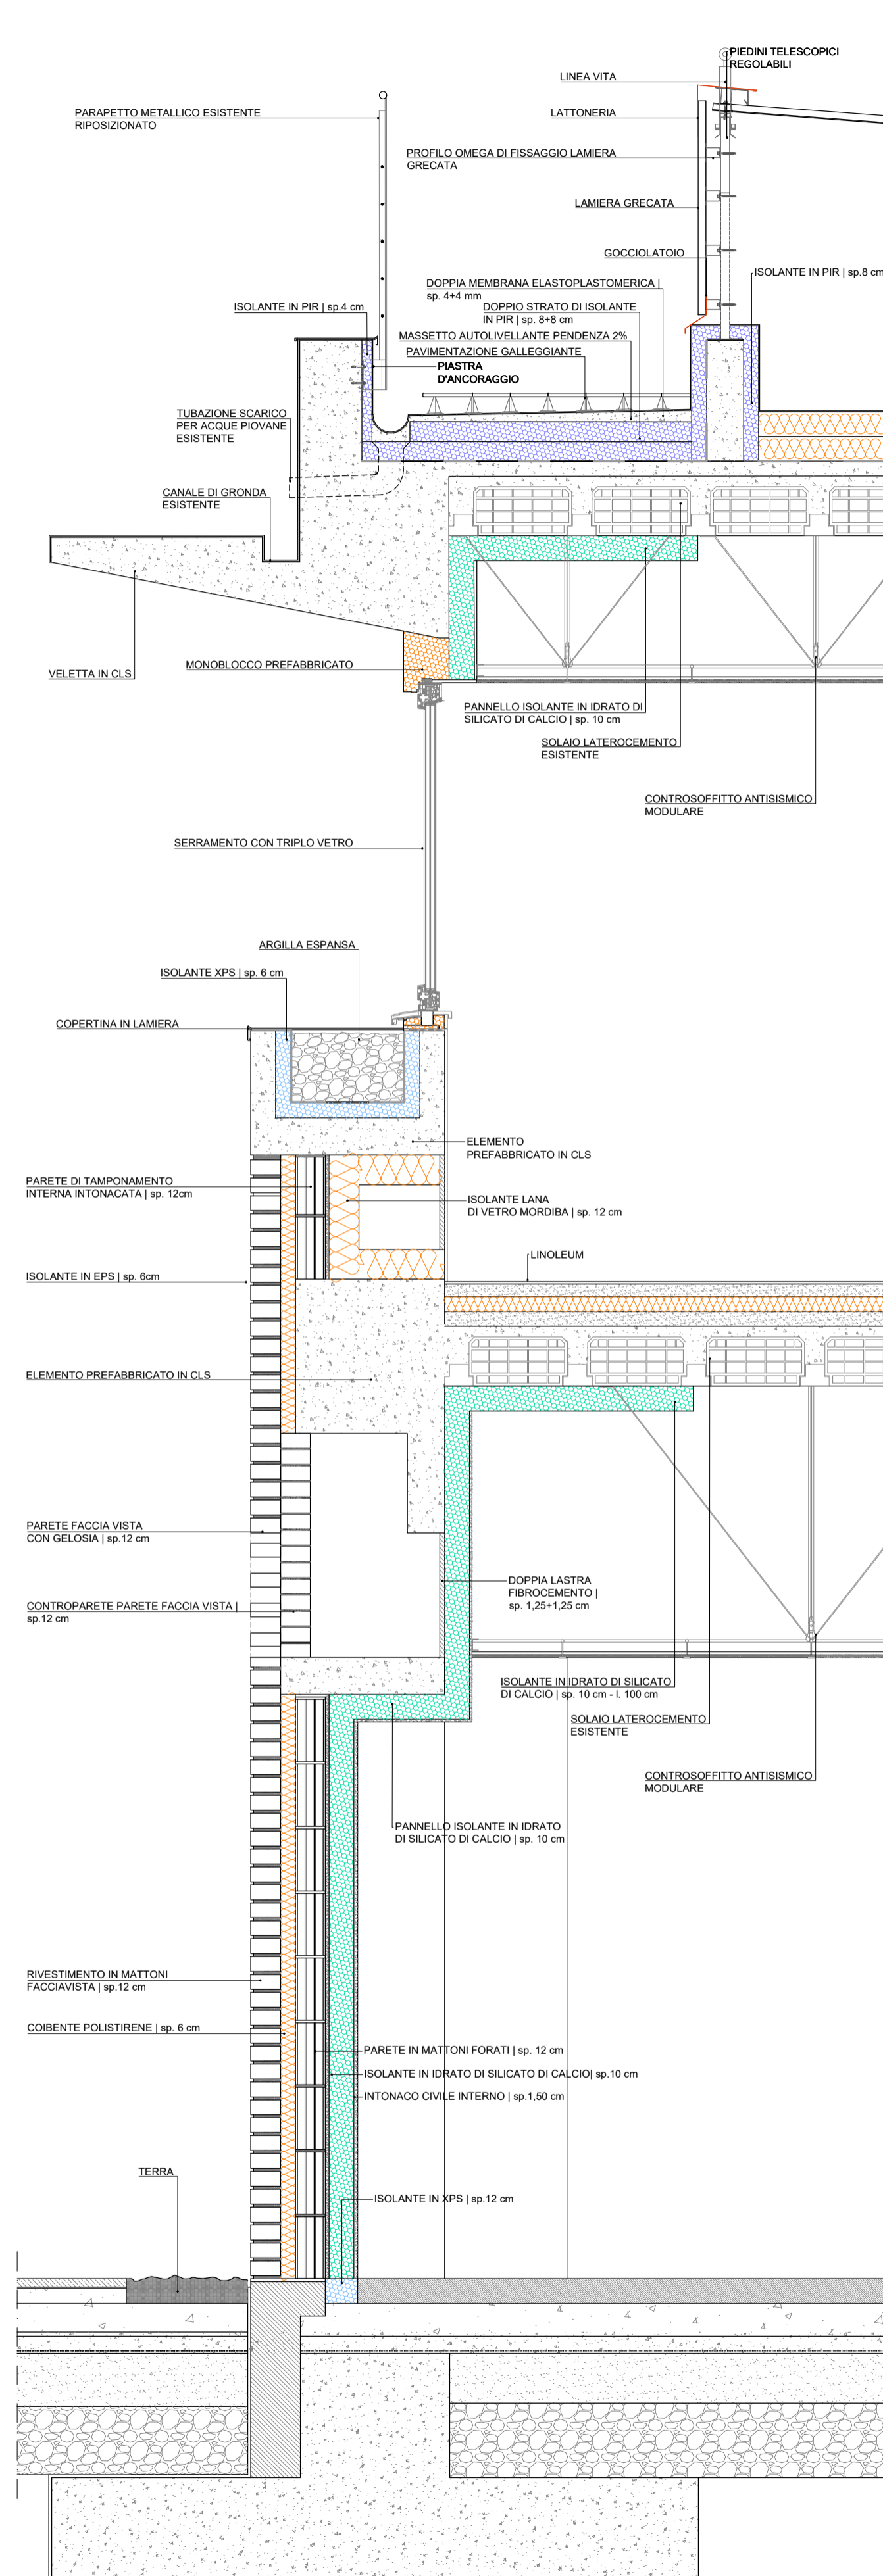 PIEDINI TELESCOPICI
REGOLABILI
LINEA VITA
PARAPETTO METALLICO ESISTENTE
RIPOSIZIONATO
LATTONERIA
PROFILO OMEGA DI FISSAGGIO LAMIERA
GRECATA
LAMIERA GRECATA
GOCCIOLATOIO
ISOLANTE IN PIR | sp.8 cm
DOPPIA MEMBRANA ELASTOPLASTOMERICA |
sp. 4+4 mm
ISOLANTE IN PIR | sp.4 cm
DOPPIO STRATO DI ISOLANTE
IN PIR | sp. 8+8 cm
MASSETTO AUTOLIVELLANTE PENDENZA 2%
PAVIMENTAZIONE GALLEGGIANTE
PIASTRA
D'ANCORAGGIO
TUBAZIONE SCARICO
PER ACQUE PIOVANE
ESISTENTE
CANALE DI GRONDA
ESISTENTE
MONOBLOCCO PREFABBRICATO
VELETTA IN CLS
PANNELLO ISOLANTE IN IDRATO DI
SILICATO DI CALCIO | sp. 10 cm
SOLAIO LATEROCEMENTO
ESISTENTE
CONTROSOFFITTO ANTISISMICO
MODULARE
SERRAMENTO CON TRIPLO VETRO
ARGILLA ESPANSA
ISOLANTE XPS | sp. 6 cm
COPERTINA IN LAMIERA
ELEMENTO
PREFABBRICATO IN CLS
PARETE DI TAMPONAMENTO
INTERNA INTONACATA | sp. 12cm
ISOLANTE LANA
DI VETRO MORDIBA | sp. 12 cm
LINOLEUM
ISOLANTE IN EPS | sp. 6cm
ELEMENTO PREFABBRICATO IN CLS
PARETE FACCIA VISTA
CON GELOSIA | sp.12 cm
DOPPIA LASTRA
FIBROCEMENTO |
sp. 1,25+1,25 cm
CONTROPARETE PARETE FACCIA VISTA |
sp.12 cm
ISOLANTE IN IDRATO DI SILICATO
DI CALCIO | sp. 10 cm - l. 100 cm
SOLAIO LATEROCEMENTO
ESISTENTE
CONTROSOFFITTO ANTISISMICO
MODULARE
PANNELLO ISOLANTE IN IDRATO
DI SILICATO DI CALCIO | sp. 10 cm
RIVESTIMENTO IN MATTONI
FACCIAVISTA | sp.12 cm
COIBENTE POLISTIRENE | sp. 6 cm
PARETE IN MATTONI FORATI | sp. 12 cm
ISOLANTE IN IDRATO DI SILICATO DI CALCIO| sp.10 cm
INTONACO CIVILE INTERNO | sp.1,50 cm
TERRA
ISOLANTE IN XPS | sp.12 cm